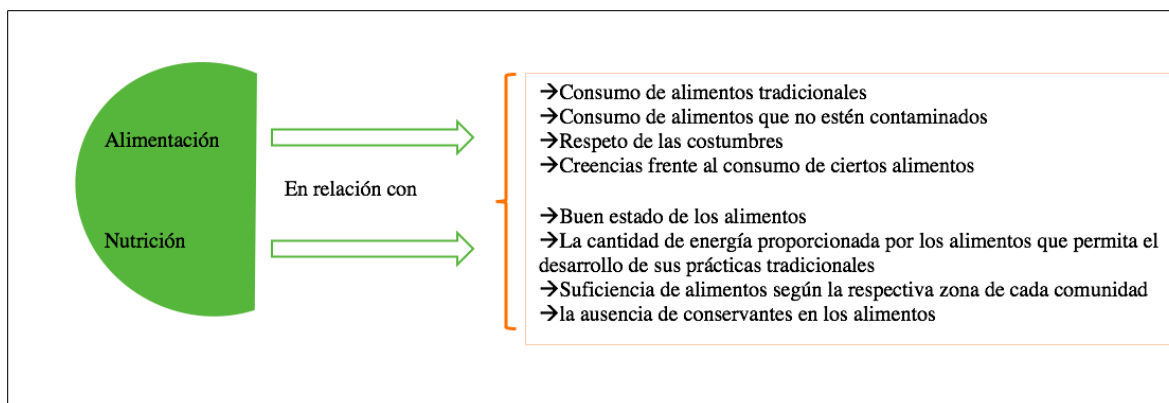 Alimentación
En relación con
Nutrición
→Consumo de alimentos tradicionales
→Consumo de alimentos que no estén contaminados
→Respeto de las costumbres
→Creencias frente al consumo de ciertos alimentos
→Buen estado de los alimentos
→La cantidad de energía proporcionada por los alimentos que permita el
desarrollo de sus prácticas tradicionales
→Suficiencia de alimentos según la respectiva zona de cada comunidad
→la ausencia de conservantes en los alimentos